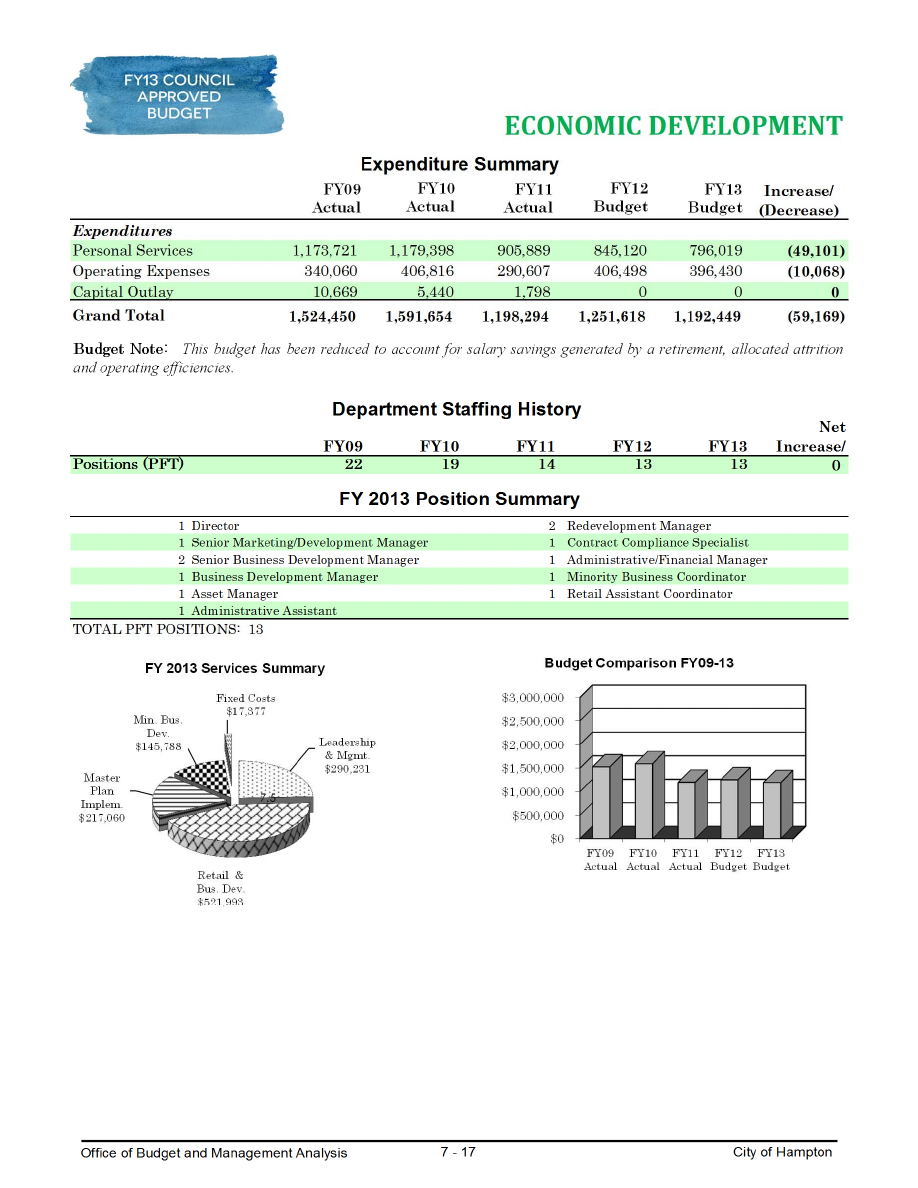 FY13 COUNCIL
APPROVED
BUDGET
ECONOMIC DEVELOPMENT
Expenditure Summary
FY09 Actual FY10 Actual FY11 Actual FY12 Budget FY13 Budget Increase/ (Decrease)
Expenditures
Personal Services 1,173,721 1,179,398 905,889 845,120 796,019 (49,101)
Operating Expenses 340,060 406,816 290,607 406,498 396,430 (10,068)
Capital Outlay 10,669 5,440 1,798 0 0 0
Grand Total 1,524,450 1,591,654 1,198,294 1,251,618 1,192,449 (59,169)
Budget Note: This budget has been reduced to account for salary savings generated by a retirement, allocated attrition
and operating efficiencies.
Department Staffing History
FY09 FY10 FY11 FY12 FY13 Net Increase/
Positions (PFT) 22 19 14 13 13 0
FY 2013 Position Summary
1 Director 2 Redevelopment Manager
1 Senior Marketing/Development Manager 1 Contract Compliance Specialist
2 Senior Business Development Manager 1 Administrative/Financial Manager
1 Business Development Manager 1 Minority Business Coordinator
1 Asset Manager 1 Retail Assistant Coordinator
1 Administrative Assistant
TOTAL PFT POSITIONS: 13
FY 2013 Services Summary
Fixed Costs
$17,377
Min. Bus.
Dev.
$145,788
Leadership
& Mgmt.
$290,231
Master
Plan
Implem.
$217,060
7.5
Retail &
Bus. Dev.
$521,993
Budget Comparison FY09-13
$3,000,000
$2,500,000
$2,000,000
$1,500,000
$1,000,000
$500,000
$0
FY09 FY10 FY11 FY12 FY13
Actual Actual Actual Budget Budget
Office of Budget and Management Analysis 7 - 17 City of Hampton